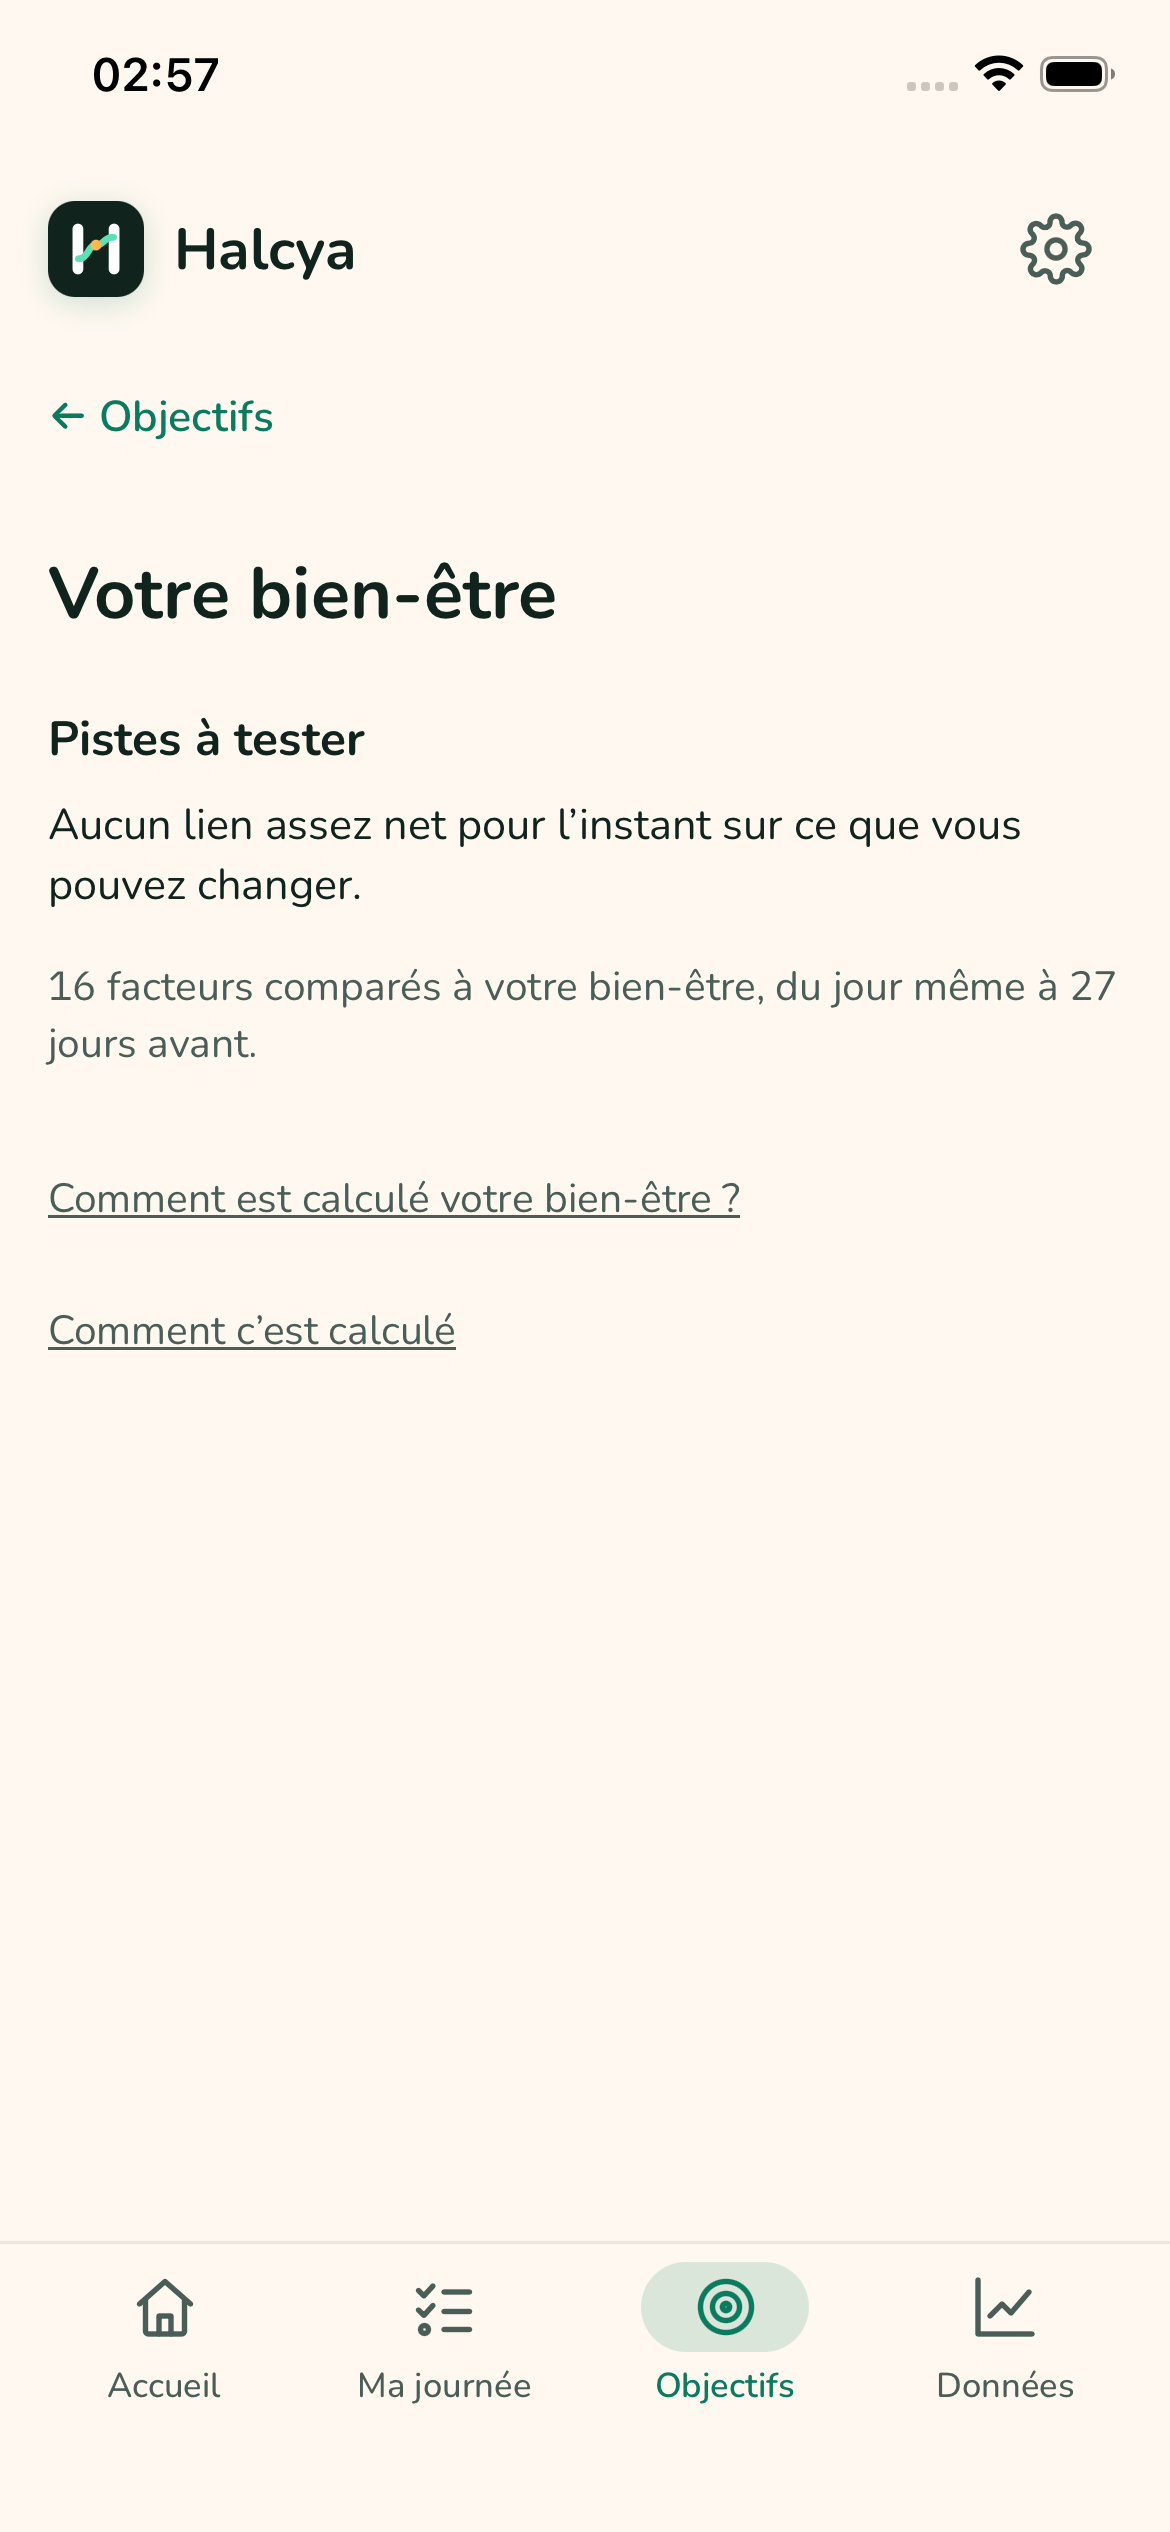 02:57
Halcya
← Objectifs
Votre bien-être
Pistes à tester
Aucun lien assez net pour l’instant sur ce que vous
pouvez changer.
16 facteurs comparés à votre bien-être, du jour même à 27
jours avant.
Comment est calculé votre bien-être ?
Comment c’est calculé
Accueil
Ma journée
Objectifs
Données